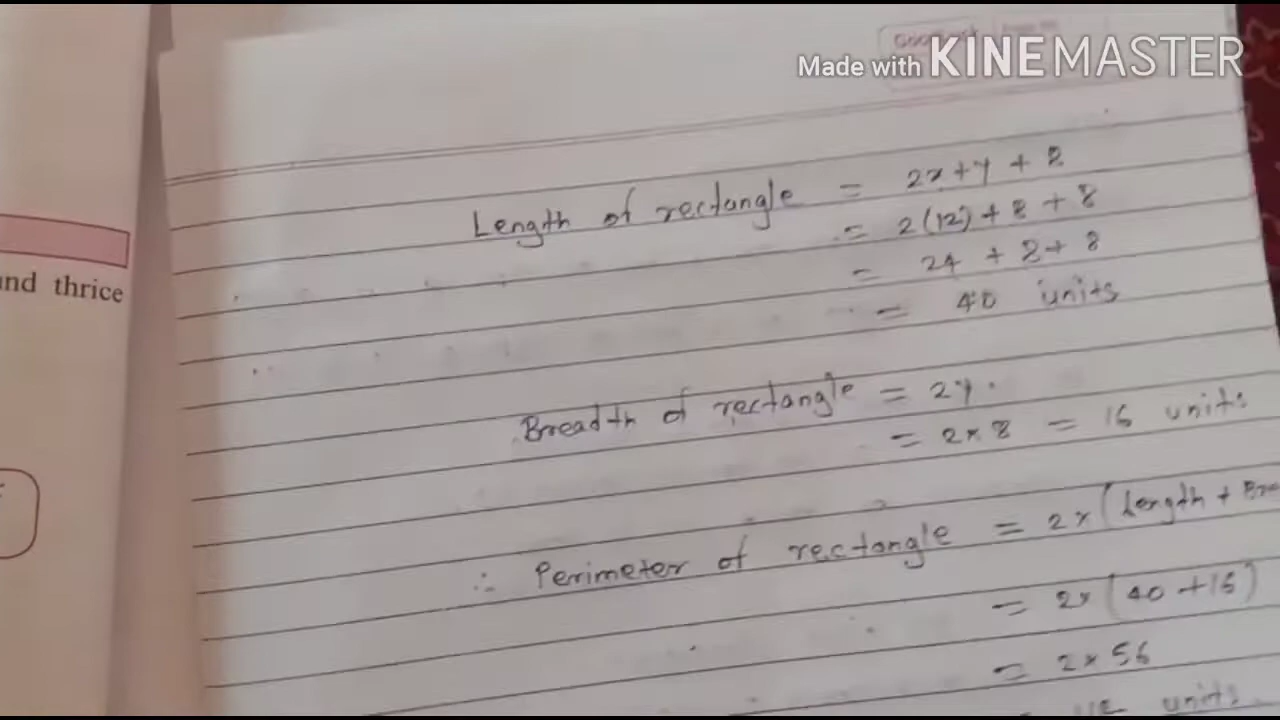 Made with KINEMASTER
Length of rectangle = 2x + y + 8
= 2(12) + 8 + 8
= 24 + 8 + 8
= 40 units
and thrice
Breadth of rectangle = 2y.
= 2 × 8 = 16 units
∴ Perimeter of rectangle = 2 × (Length +
= 2 × (40 + 16)
= 2 × 56
units